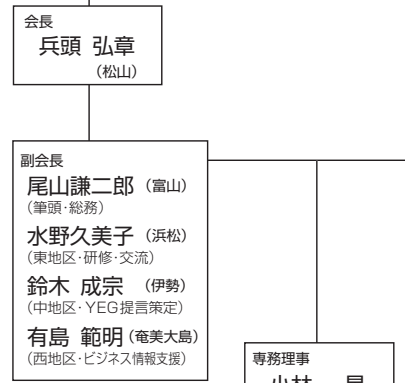 会長
兵頭 弘章
（松山）
副会長
尾山謙二郎（富山）
（筆頭・総務）
水野久美子（浜松）
（東地区・研修・交流）
鈴木 成宗（伊勢）
（中地区・YEG提言策定）
有島 範明（奄美大島）
（西地区・ビジネス情報支援）
専務理事
小林